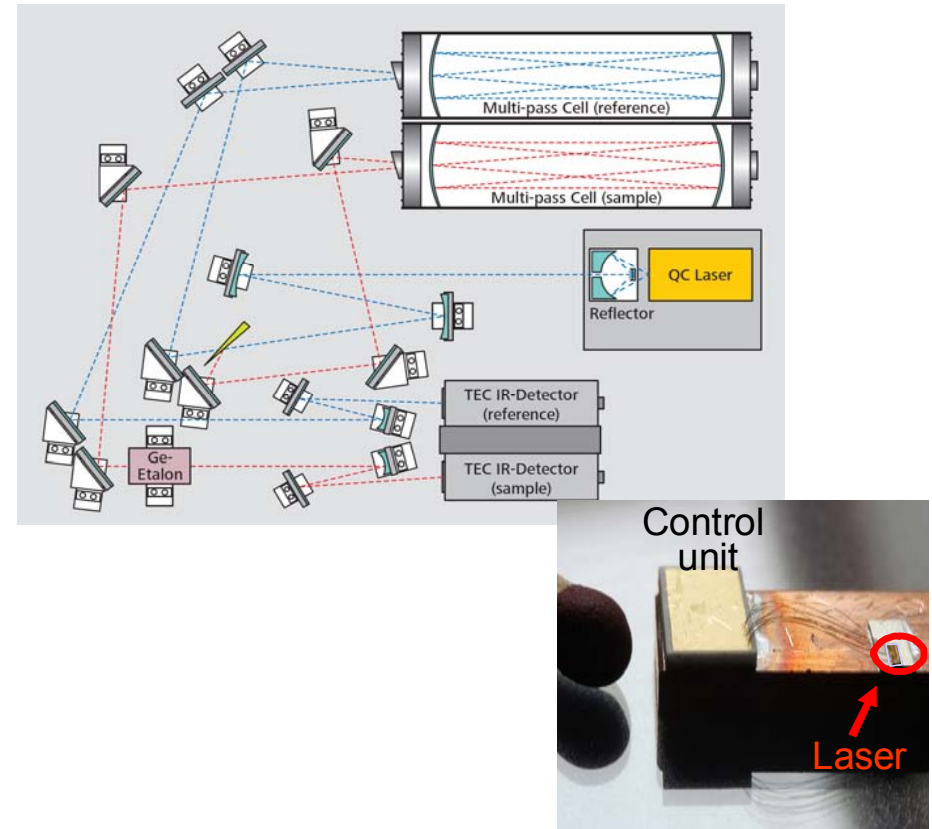 Multi-pass Cell (reference)
Multi-pass Cell (sample)
QC Laser
Reflector
TEC IR-Detector
(reference)
Ge-
Etalon
TEC IR-Detector
(sample)
Control
unit
Laser